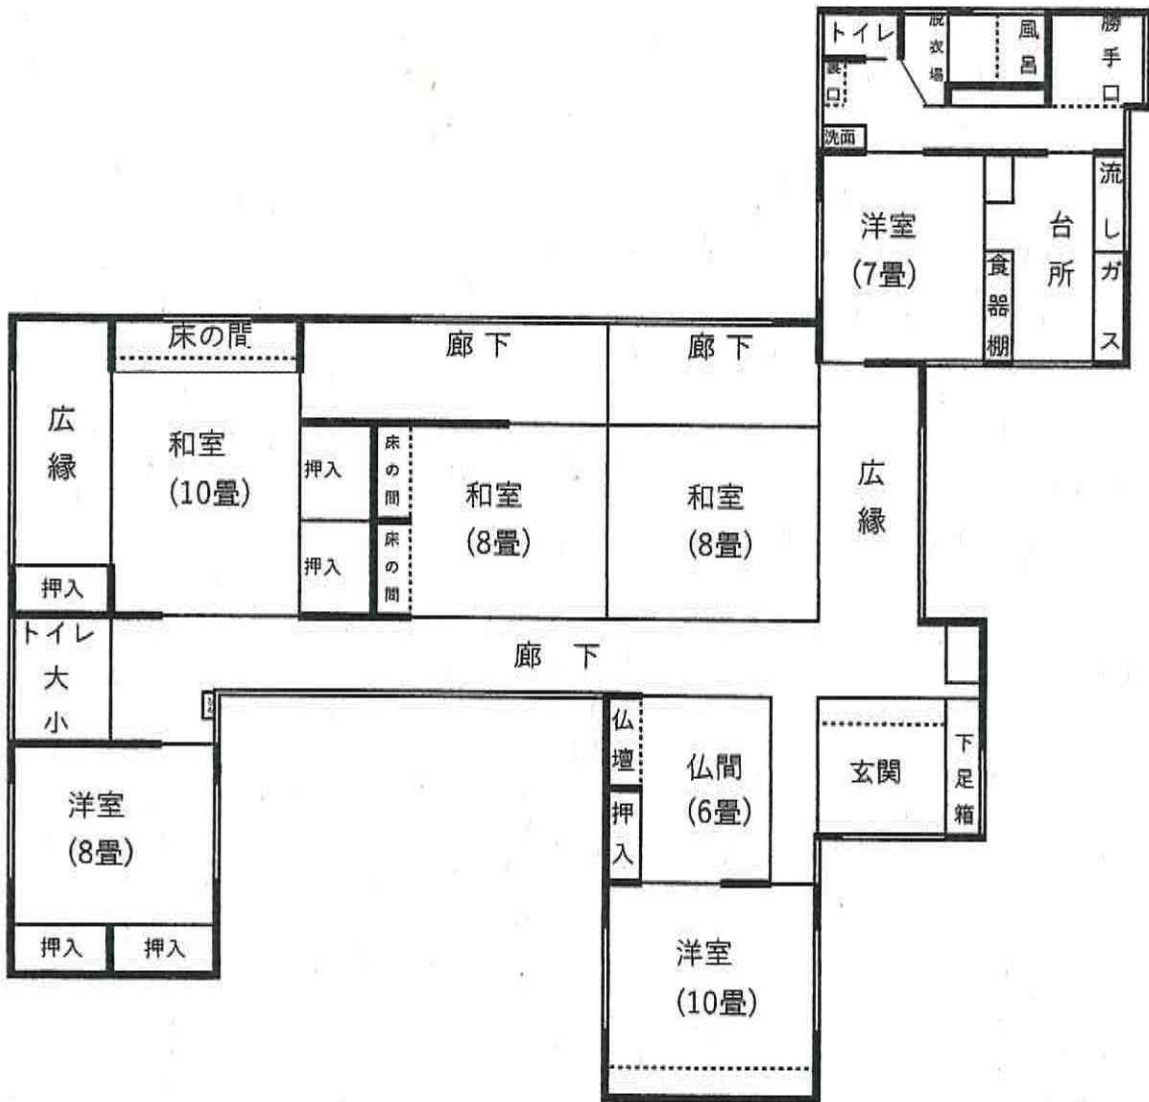 トイレ
脱衣場
風呂
勝手口
裏口
洗面
洋室
(7畳)
食器棚
台所
流し
ガス
床の間
廊下
廊下
広縁
和室
(10畳)
押入
床の間
和室
(8畳)
和室
(8畳)
広縁
押入
床の間
押入
トイレ
大
小
廊下
仏壇
仏間
(6畳)
玄関
下足箱
押入
洋室
(8畳)
押入
押入
洋室
(10畳)